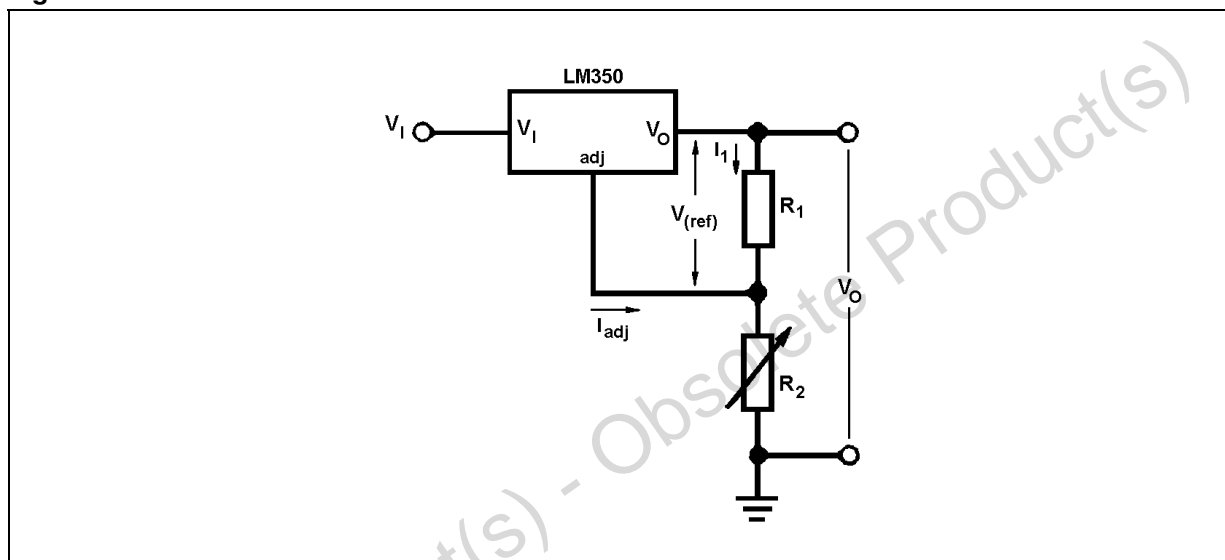 LM350
V_I
V_I
V_O
adj
I_1
V_(ref)
R_1
V_O
I_adj
R_2
Obsolete Product(s)
t(s) - Obsolete Product(s)